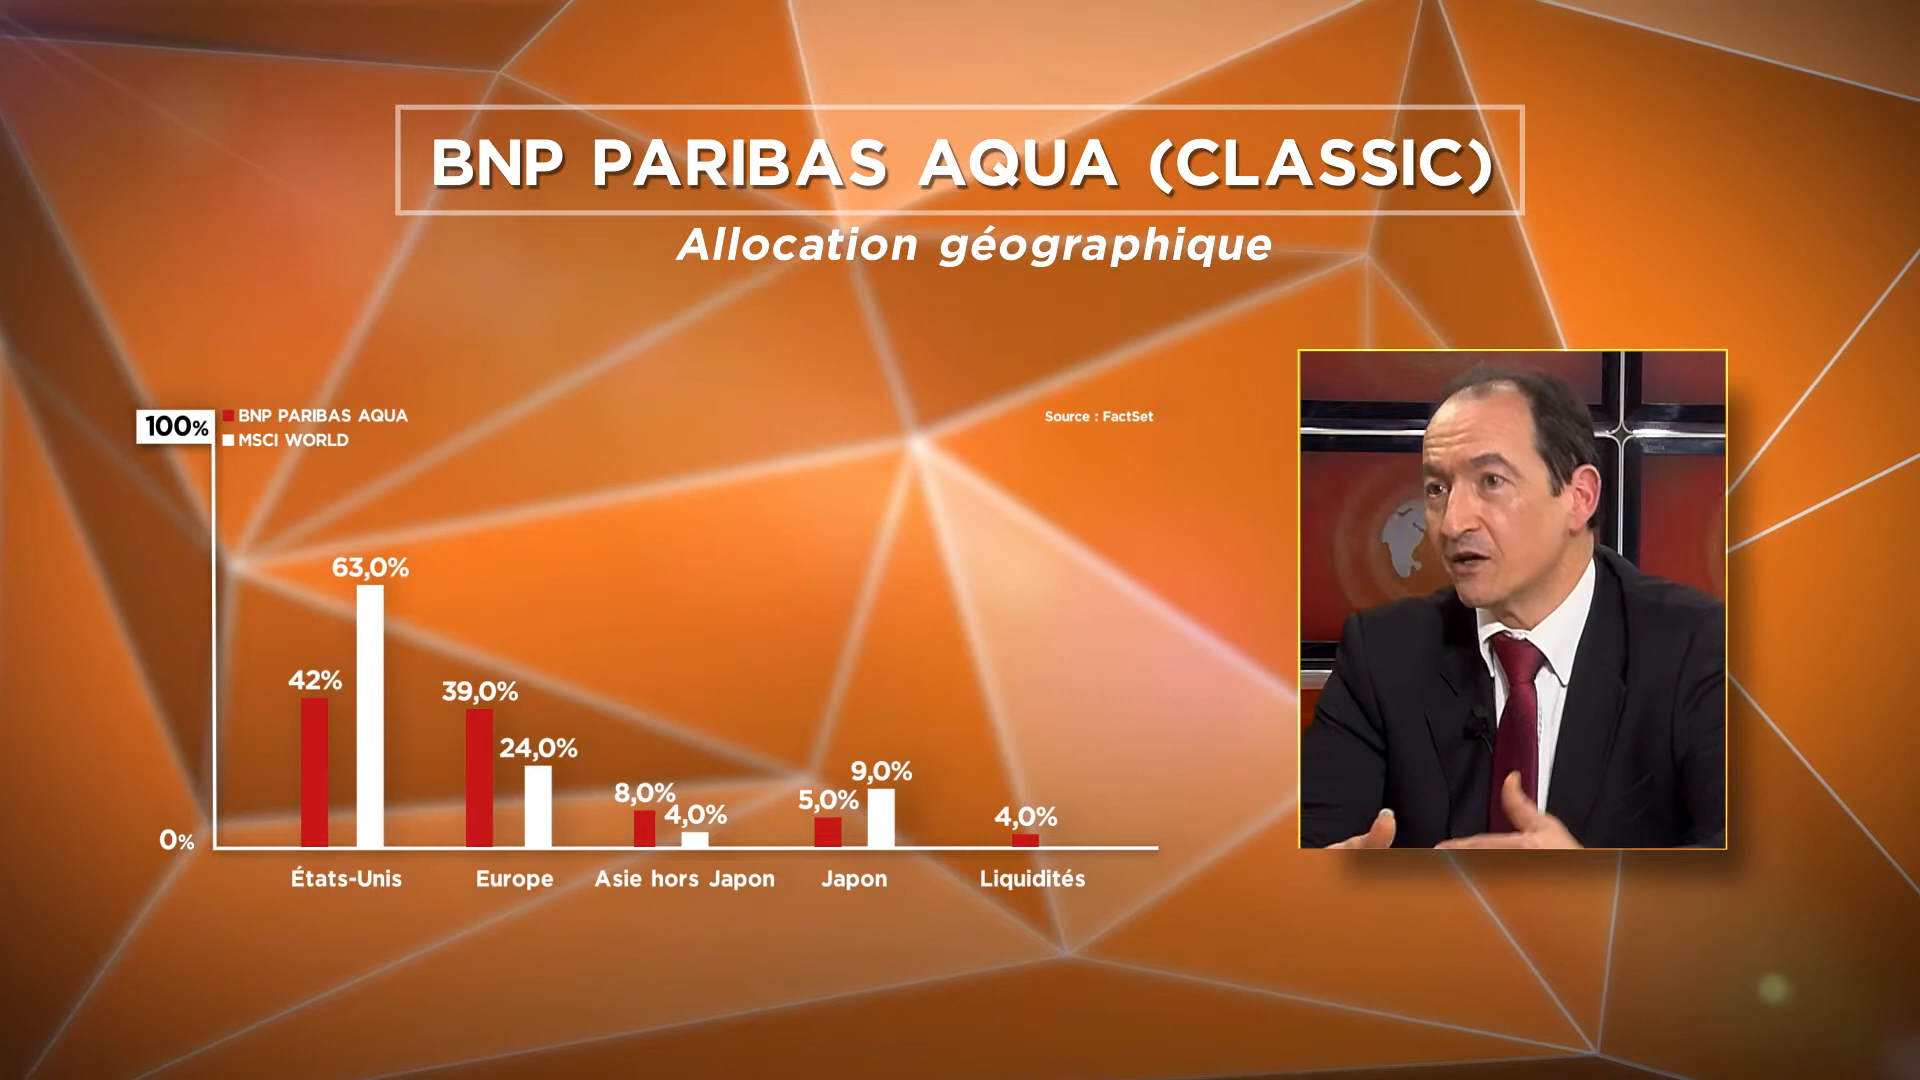 BNP PARIBAS AQUA (CLASSIC)
Allocation géographique
100%
BNP PARIBAS AQUA
MSCI WORLD
Source : FactSet
63,0%
42%
39,0%
24,0%
8,0%
4,0%
5,0%
9,0%
4,0%
0%
États-Unis
Europe
Asie hors Japon
Japon
Liquidités